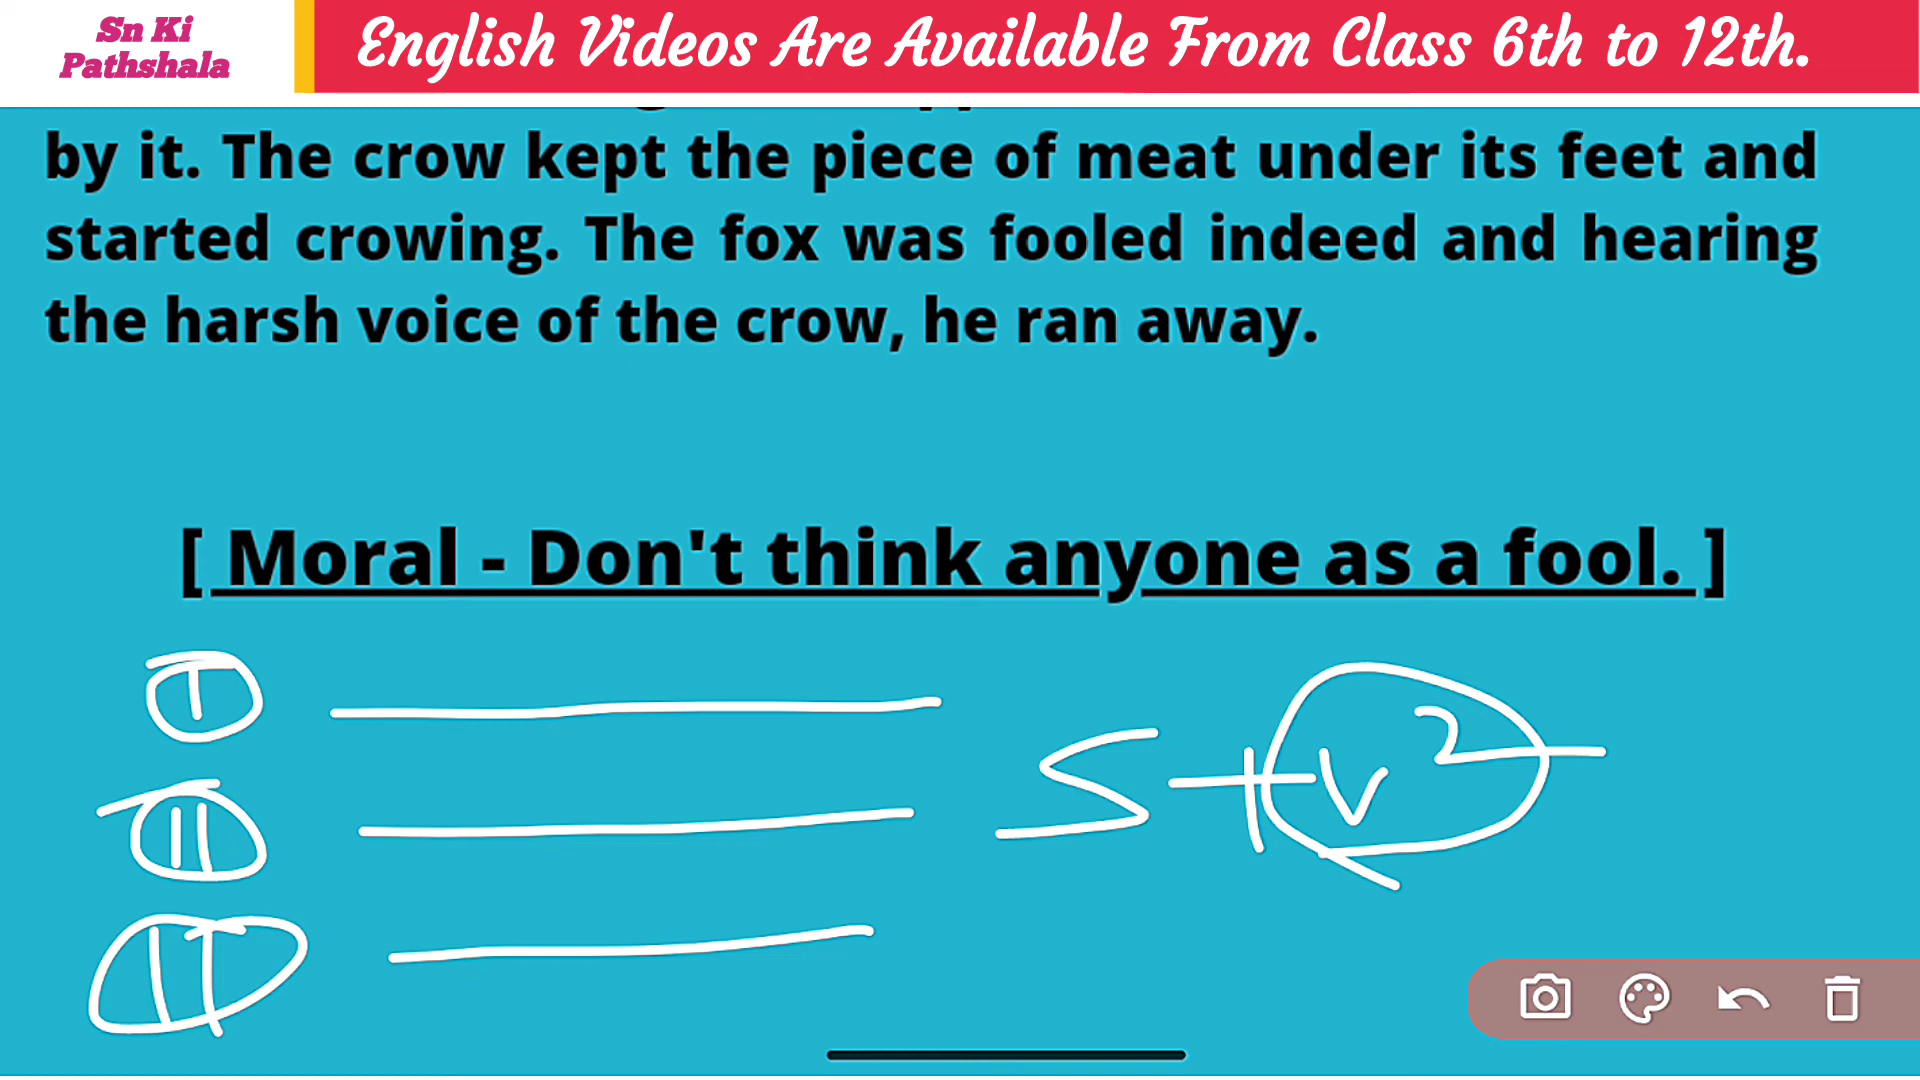 Sn Ki
Pathshala
English Videos Are Available From Class 6th to 12th.
by it. The crow kept the piece of meat under its feet and
started crowing. The fox was fooled indeed and hearing
the harsh voice of the crow, he ran away.
[ Moral - Don't think anyone as a fool. ]
I
II
S + v²
II